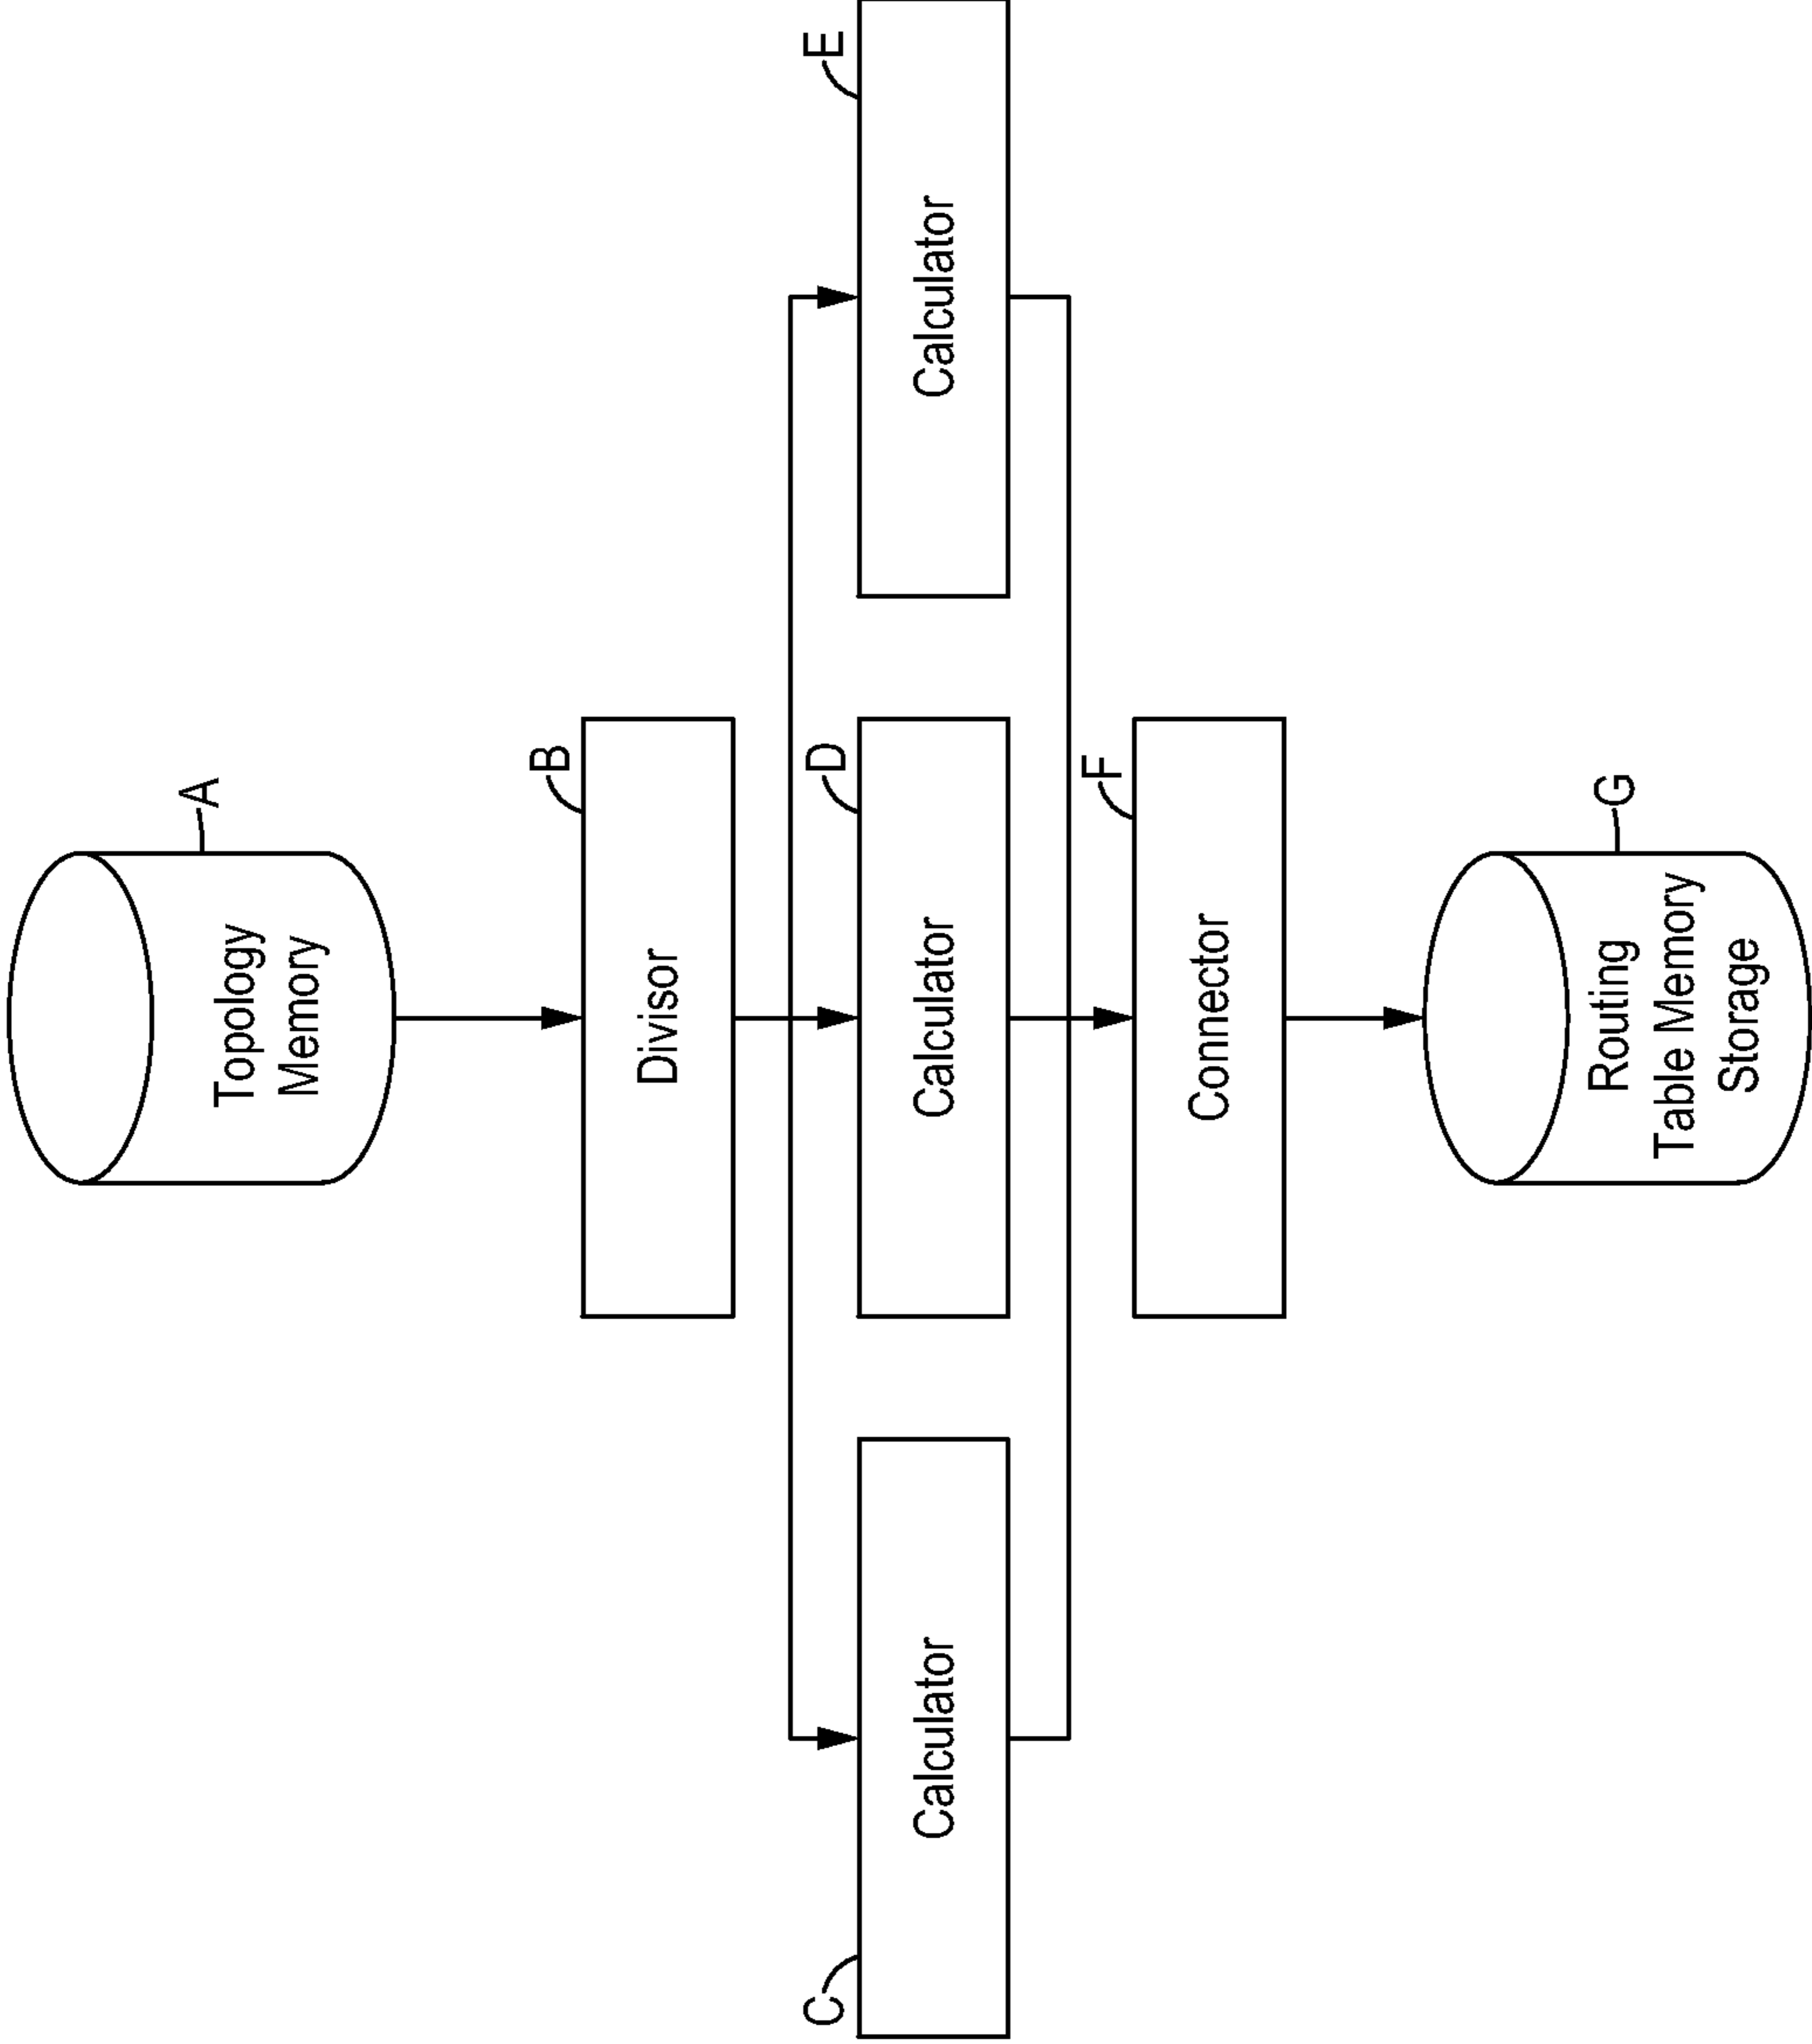 A
Topology
Memory
B
Divisor
C
Calculator
D
Calculator
E
Calculator
F
Connector
G
Routing
Table Memory
Storage